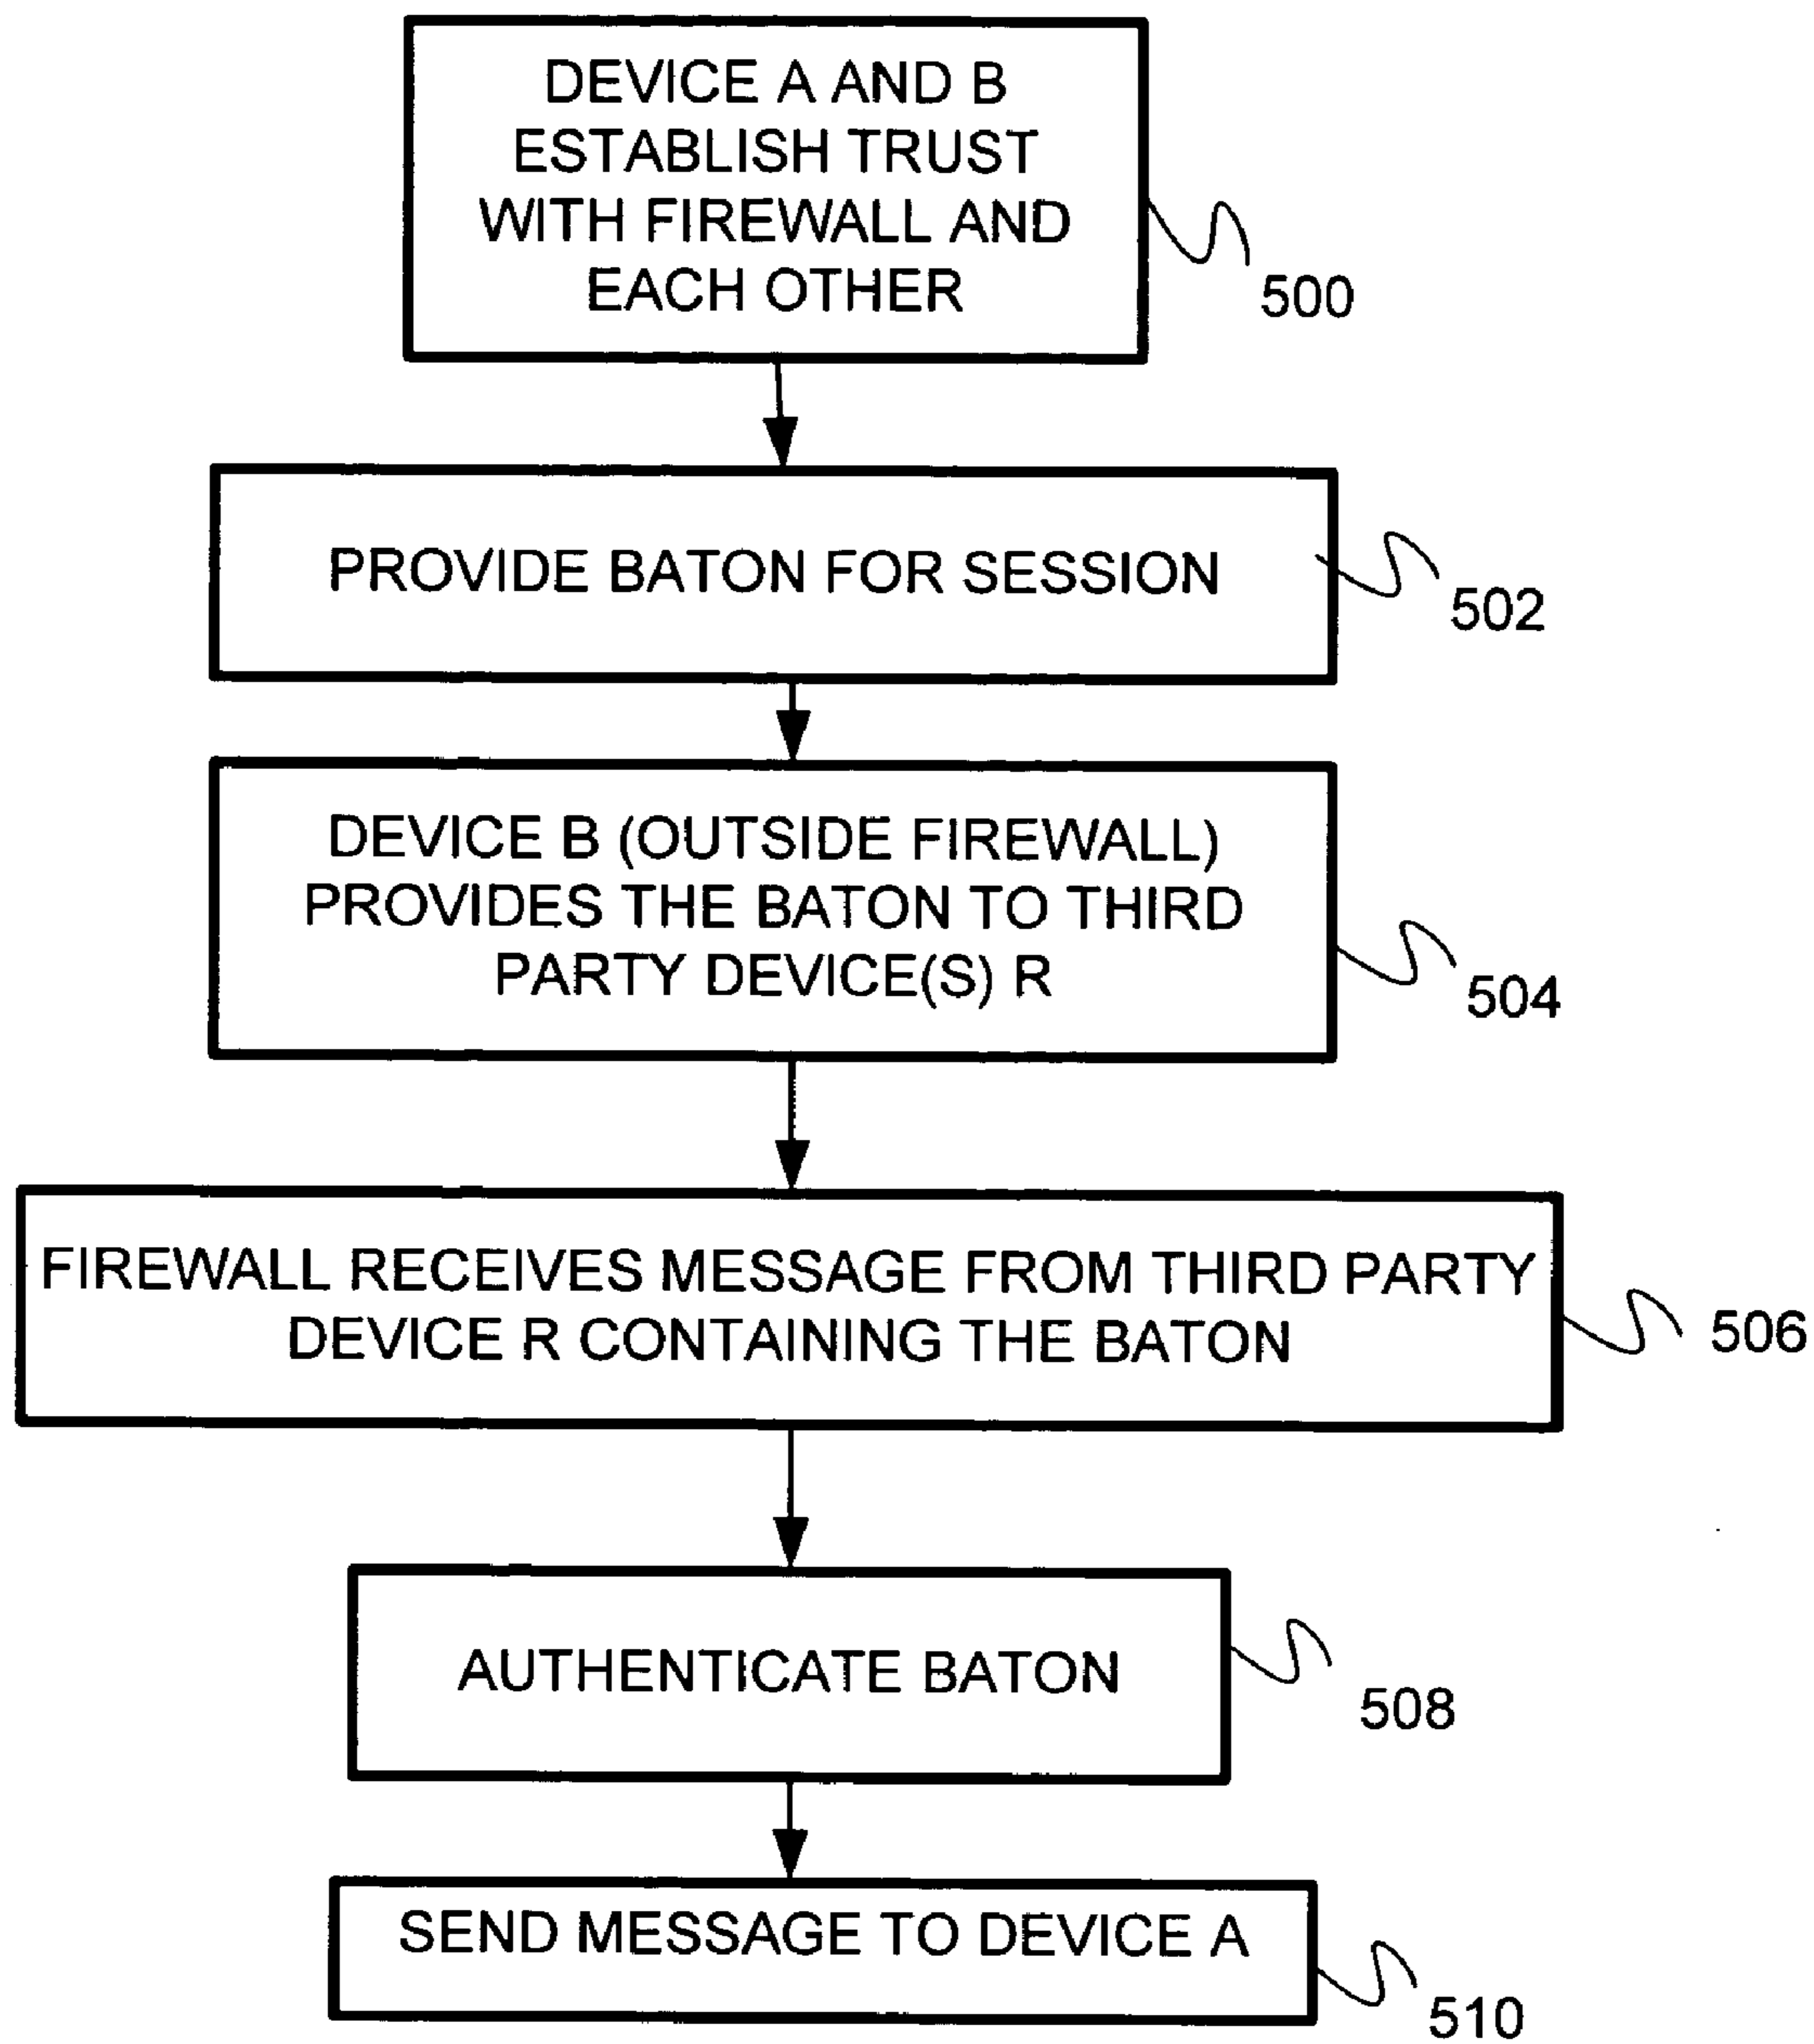 DEVICE A AND B
ESTABLISH TRUST
WITH FIREWALL AND
EACH OTHER
500
PROVIDE BATON FOR SESSION
502
DEVICE B (OUTSIDE FIREWALL)
PROVIDES THE BATON TO THIRD
PARTY DEVICE(S) R
504
FIREWALL RECEIVES MESSAGE FROM THIRD PARTY
DEVICE R CONTAINING THE BATON
506
AUTHENTICATE BATON
508
SEND MESSAGE TO DEVICE A
510